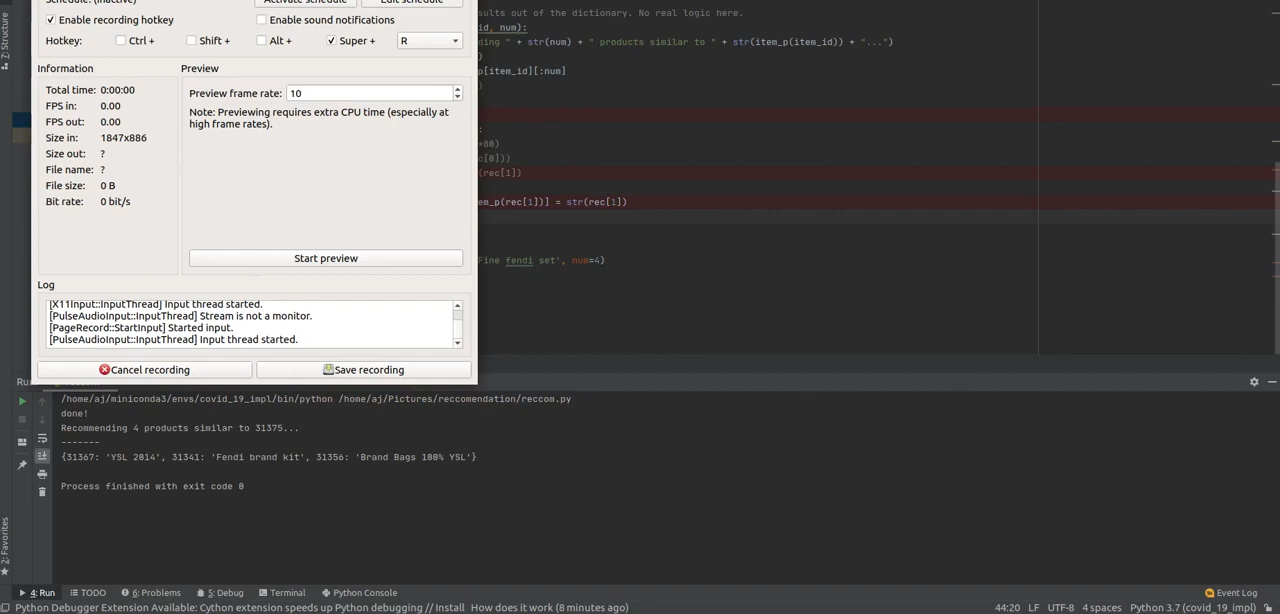 Schedule: (inactive) Activate schedule Edit schedule
Enable recording hotkey Enable sound notifications
Hotkey: Ctrl + Shift + Alt + Super + R
Information Preview
Total time: 0:00:00
Preview frame rate: 10
FPS in: 0.00
Note: Previewing requires extra CPU time (especially at
high frame rates).
FPS out: 0.00
Size in: 1847x886
Size out: ?
File name: ?
File size: 0 B
Bit rate: 0 bit/s
Start preview
Log
[X11Input::InputThread] Input thread started.
[PulseAudioInput::InputThread] Stream is not a monitor.
[PageRecord::StartInput] Started input.
[PulseAudioInput::InputThread] Input thread started.
Cancel recording Save recording
sults out of the dictionary. No real logic here.
id, num):
ding " + str(num) + " products similar to " + str(item_p(item_id)) + "...")
)
p[item_id][:num]
)
:
*80)
c[0]))
(rec[1])
em_p(rec[1])] = str(rec[1])
Fine fendi set', num=4)
Z: Structure
2: Favorites
Ru
/home/aj/miniconda3/envs/covid_19_impl/bin/python /home/aj/Pictures/reccomendation/reccom.py
done!
Recommending 4 products similar to 31375...
-------
{31367: 'YSL 2014', 31341: 'Fendi brand kit', 31356: 'Brand Bags 100% YSL'}
Process finished with exit code 0
4: Run TODO 6: Problems 5: Debug Terminal Python Console Event Log
Python Debugger Extension Available: Cython extension speeds up Python debugging // Install How does it work (8 minutes ago) 44:20 LF UTF-8 4 spaces Python 3.7 (covid_19_impl)